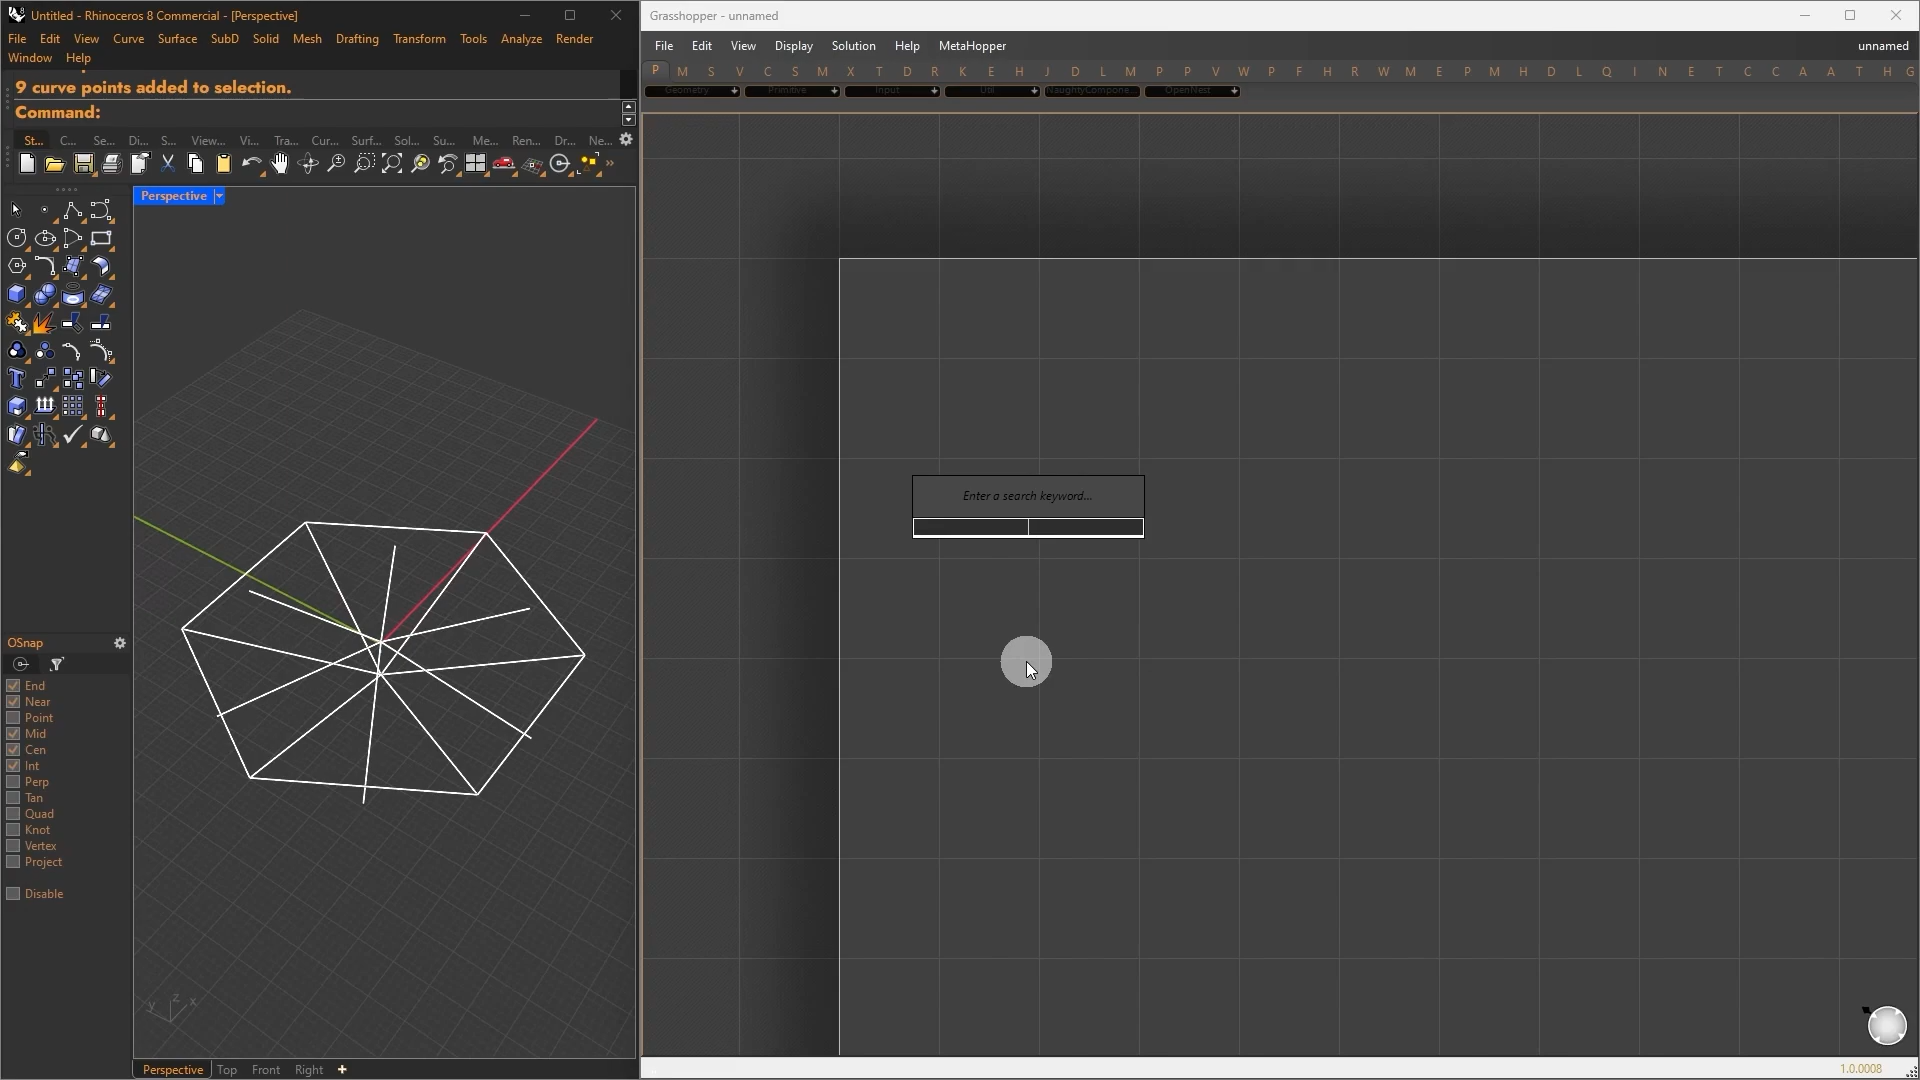 Untitled - Rhinoceros 8 Commercial - [Perspective]
File Edit View Curve Surface SubD Solid Mesh Drafting Transform Tools Analyze Render
Window Help
9 curve points added to selection.
Command:
St... C... Se... Di... S... View... Vi... Tra... Cur... Surf... Sol... Su... Me... Ren... Dr... Ne...
Perspective
OSnap
End
Near
Point
Mid
Cen
Int
Perp
Tan
Quad
Knot
Vertex
Project
Disable
y z x
Perspective Top Front Right
Grasshopper - unnamed
File Edit View Display Solution Help MetaHopper unnamed
P M S V C S M X T D R K E H J D L M P P V W P F H R W M E P M H D L Q I N E T C C A A T H G
Geometry Primitive Input Util NaughtyCompone... OpenNest
Enter a search keyword...
1.0.0008